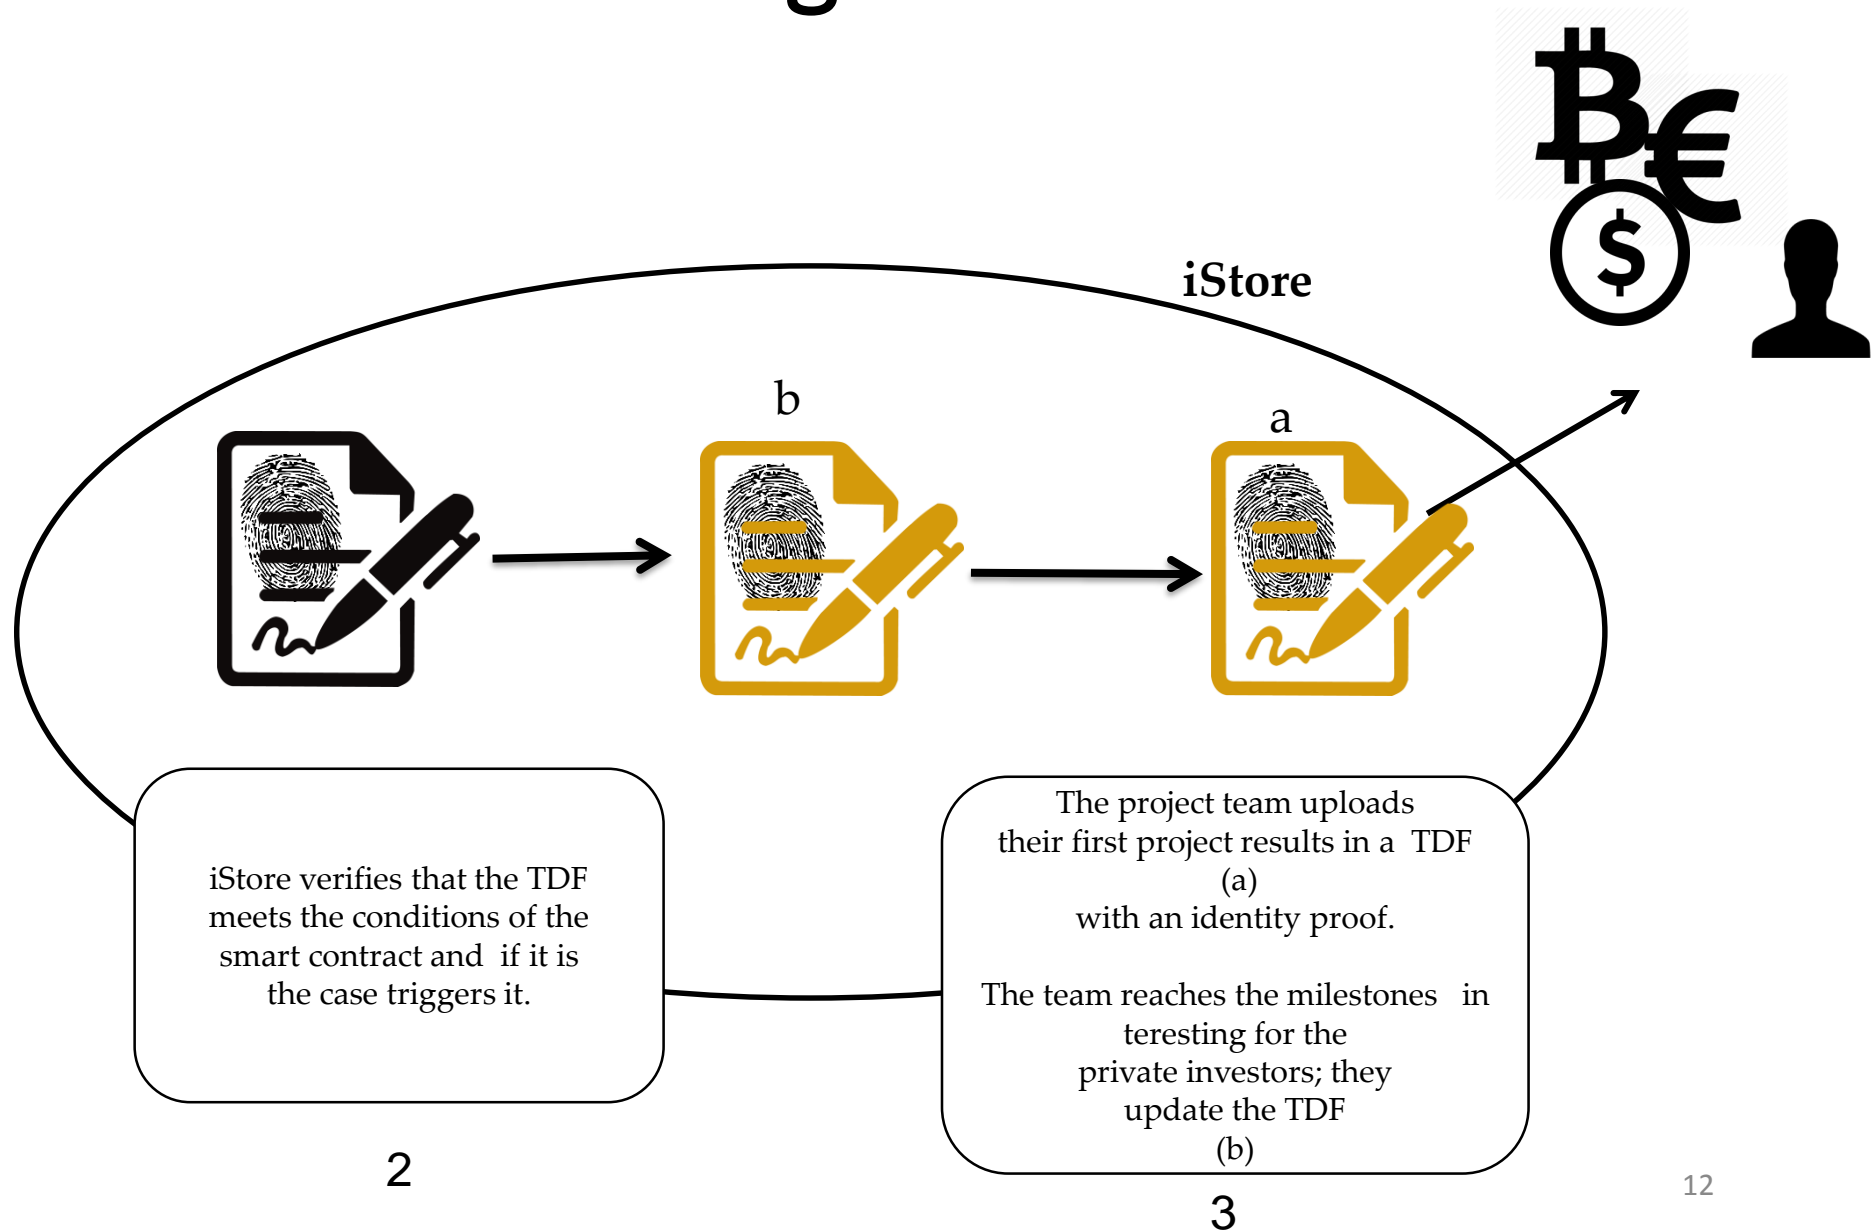 g
iStore
b
a
iStore verifies that the TDF
meets the conditions of the
smart contract and if it is
the case triggers it.
2
The project team uploads
their first project results in a TDF
(a)
with an identity proof.
The team reaches the milestones in
teresting for the
private investors; they
update the TDF
(b)
3
12